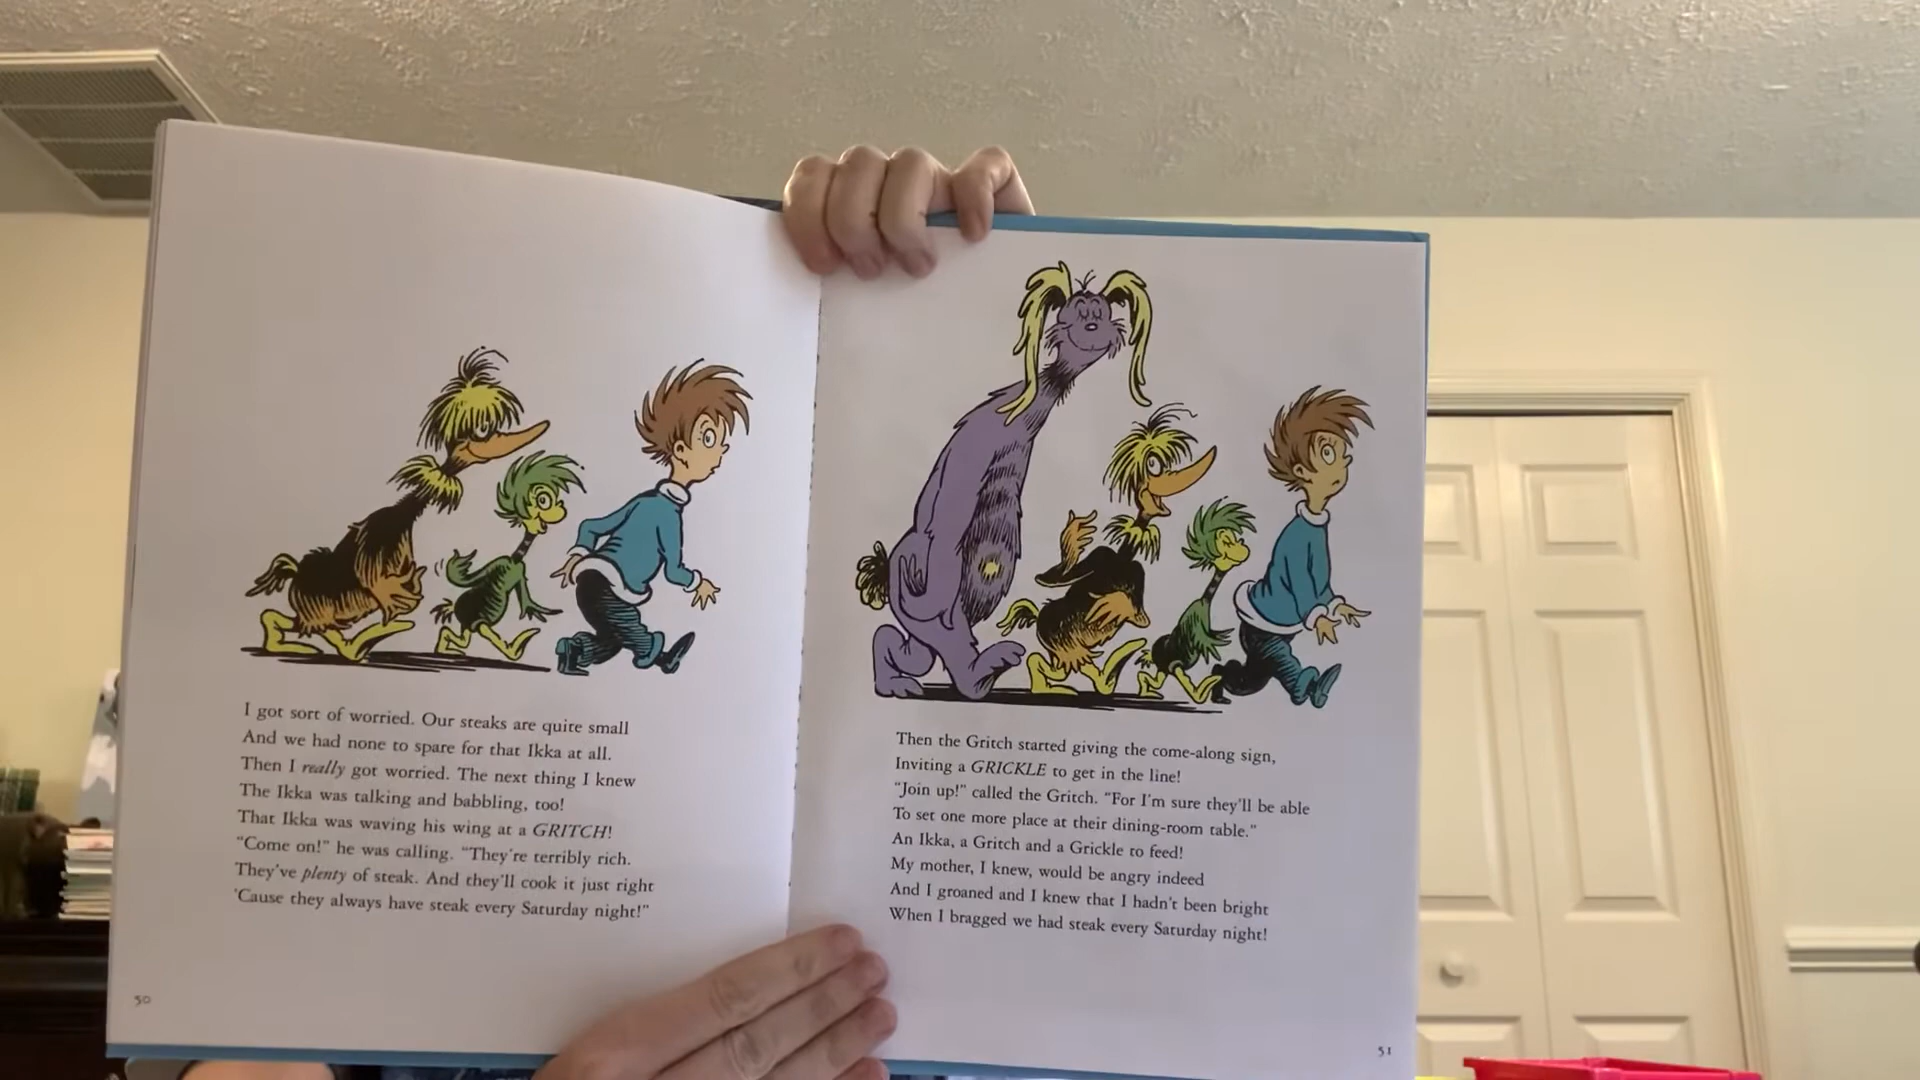 I got sort of worried. Our steaks are quite small
And we had none to spare for that Ikka at all.
Then I really got worried. The next thing I knew
The Ikka was talking and babbling, too!
That Ikka was waving his wing at a GRITCH!
"Come on!" he was calling. "They're terribly rich.
They've plenty of steak. And they'll cook it just right
'Cause they always have steak every Saturday night!"
50
Then the Gritch started giving the come-along sign,
Inviting a GRICKLE to get in the line!
"Join up!" called the Gritch. "For I'm sure they'll be able
To set one more place at their dining-room table."
An Ikka, a Gritch and a Grickle to feed!
My mother, I knew, would be angry indeed
And I groaned and I knew that I hadn't been bright
When I bragged we had steak every Saturday night!
51